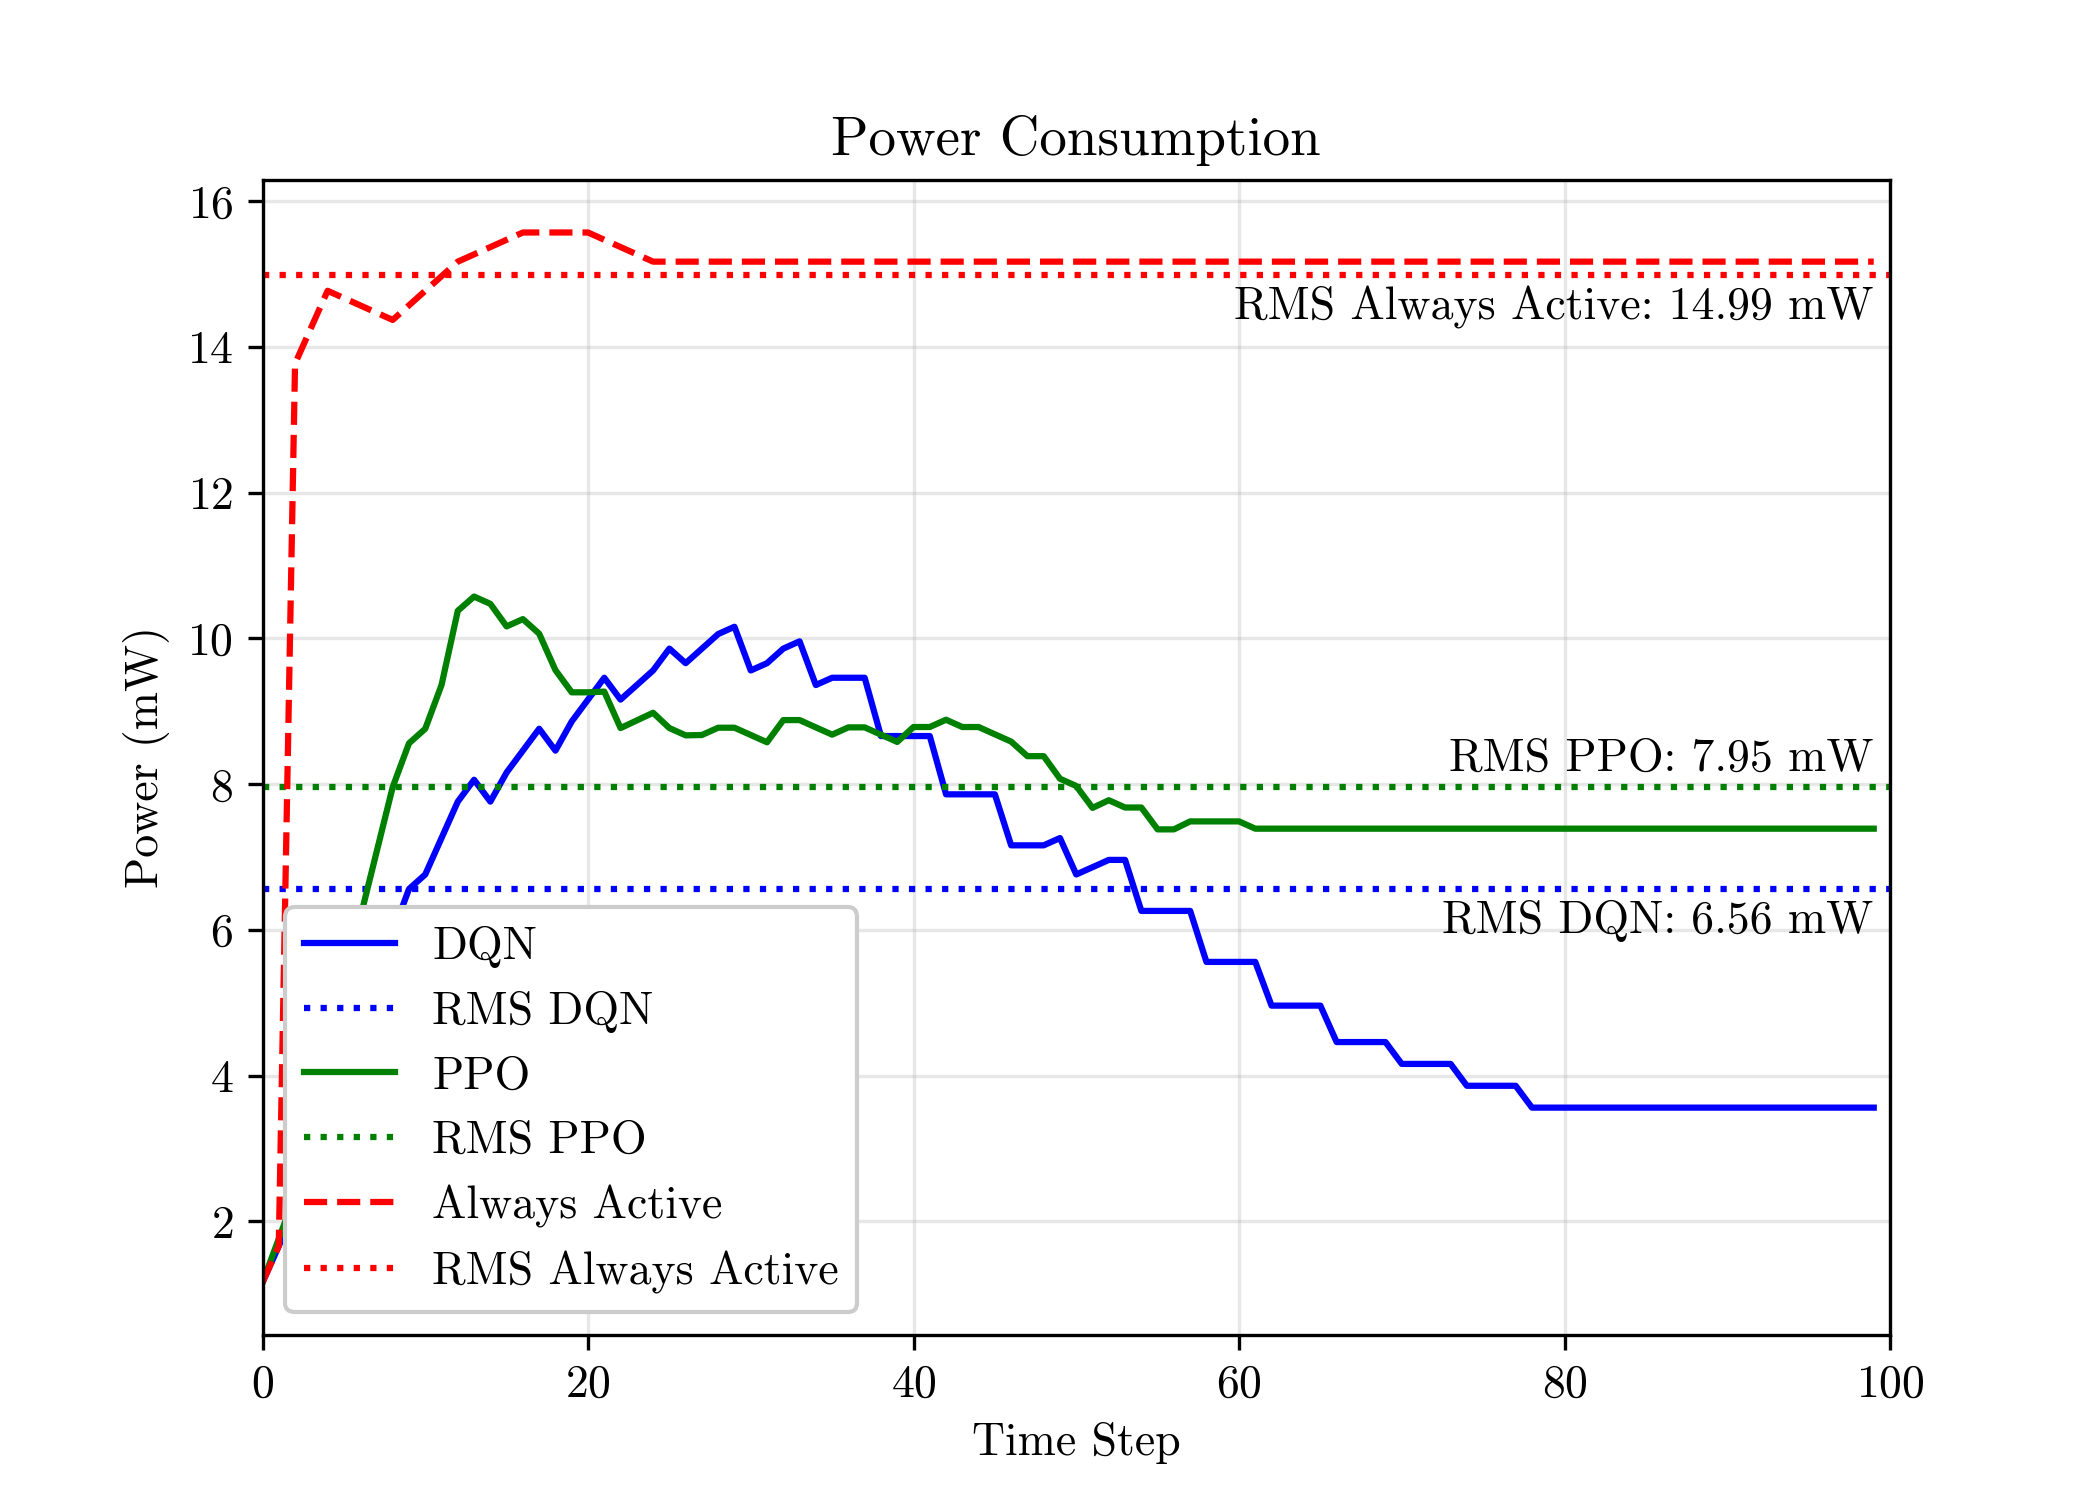 Power Consumption
16
14
12
10
8
6
4
2
Power (mW)
RMS Always Active: 14.99 mW
RMS PPO: 7.95 mW
RMS DQN: 6.56 mW
DQN
RMS DQN
PPO
RMS PPO
Always Active
RMS Always Active
0 20 40 60 80 100
Time Step